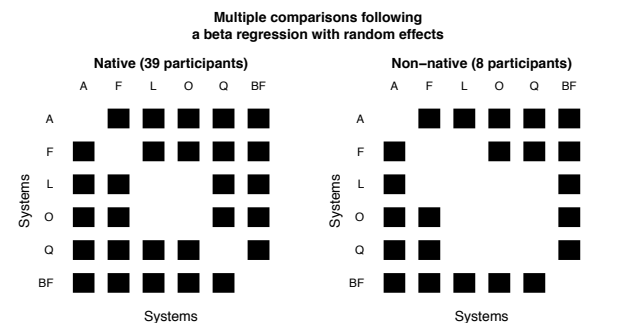 Multiple comparisons following
a beta regression with random effects
Native (39 participants)
A F L O Q BF
A
F
L
O
Q
BF
Systems
Systems
Non−native (8 participants)
A F L O Q BF
A
F
L
O
Q
BF
Systems
Systems